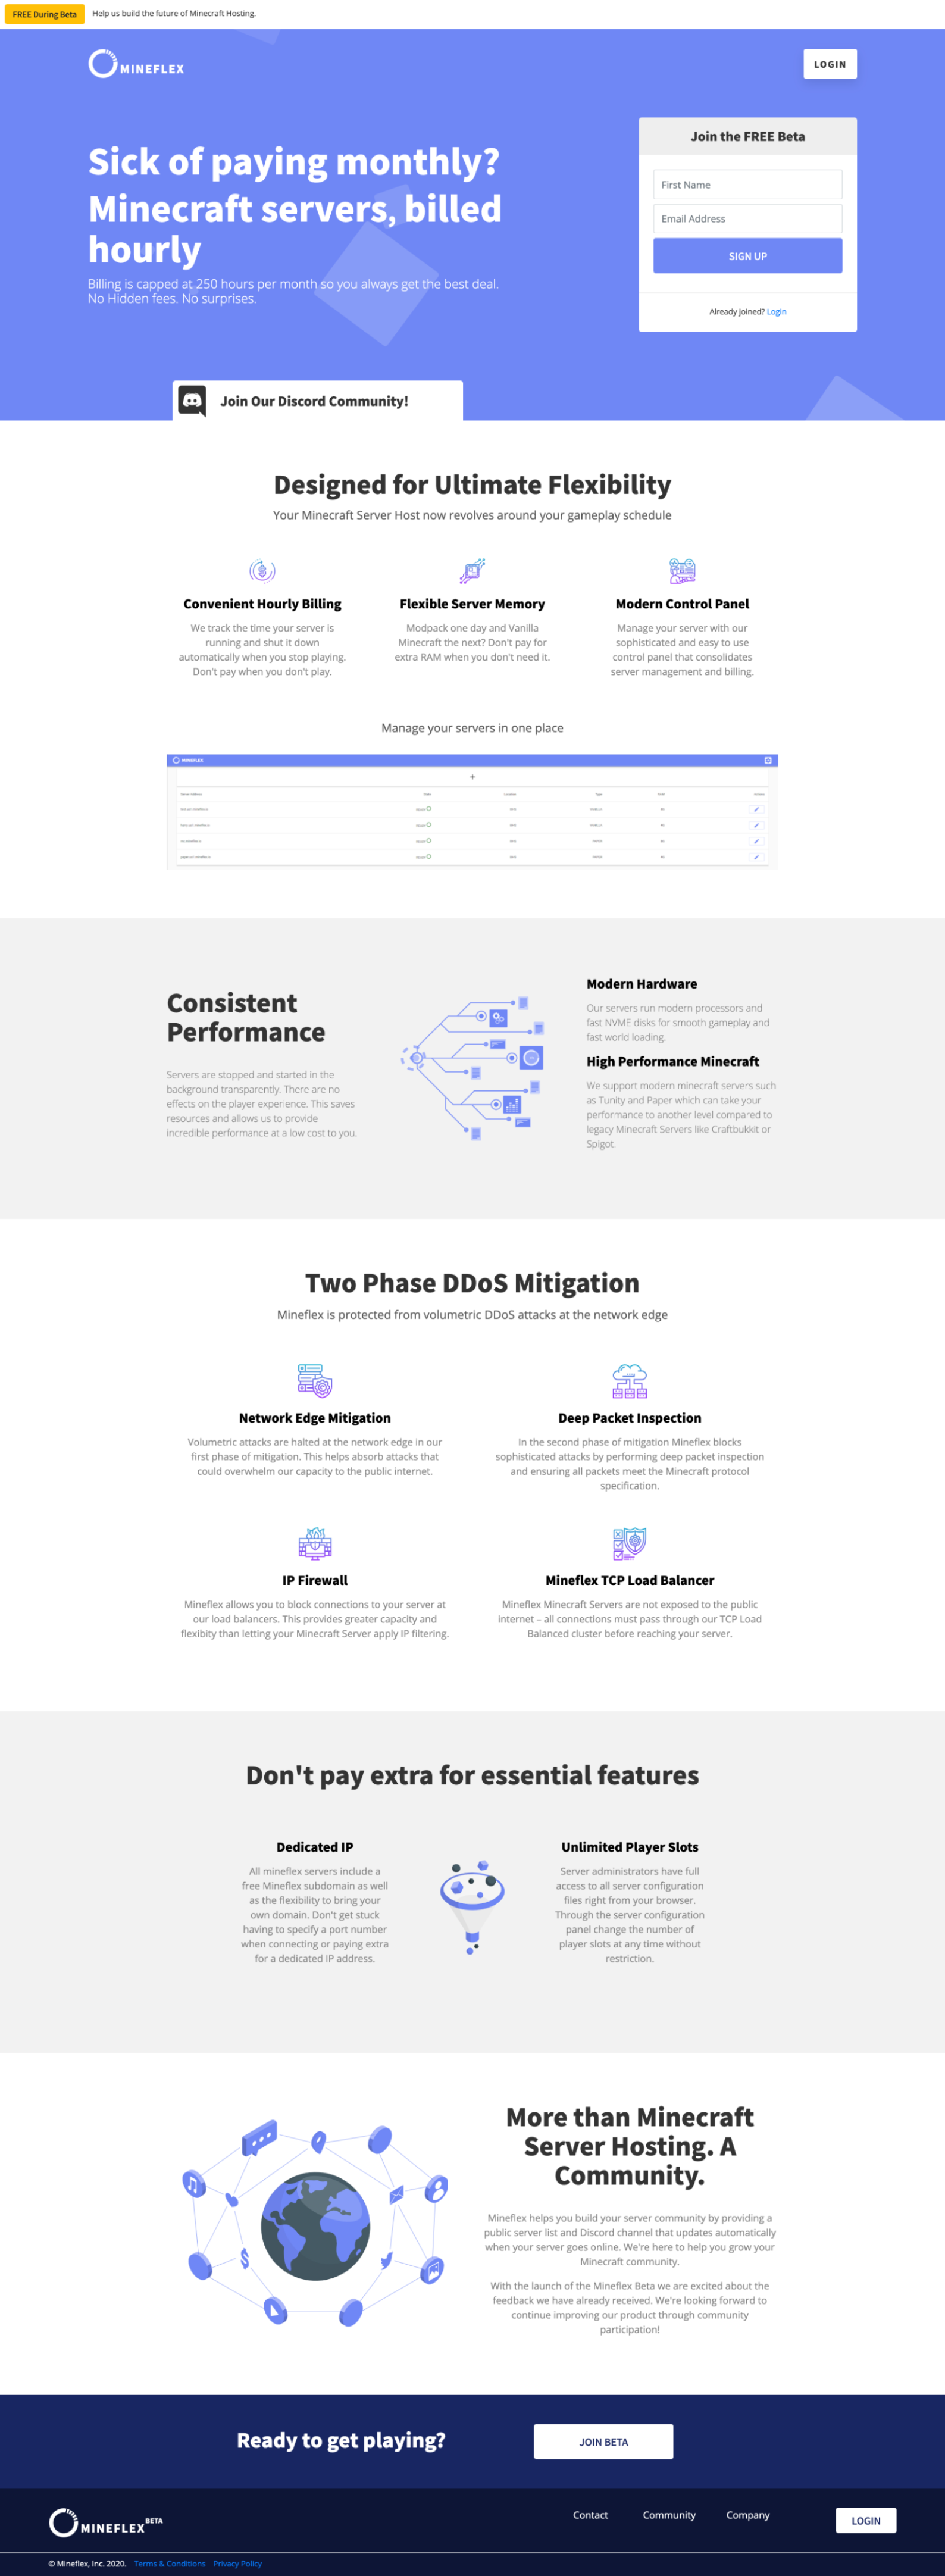 FREE During Beta Help us build the future of Minecraft Hosting.
MINEFLEX
LOGIN
Sick of paying monthly?
Minecraft servers, billed
hourly
Billing is capped at 250 hours per month so you always get the best deal.
No Hidden fees. No surprises.
Join the FREE Beta
First Name
Email Address
SIGN UP
Already joined? Login
Join Our Discord Community!
Designed for Ultimate Flexibility
Your Minecraft Server Host now revolves around your gameplay schedule
Convenient Hourly Billing
We track the time your server is
running and shut it down
automatically when you stop playing.
Don't pay when you don't play.
Flexible Server Memory
Modpack one day and Vanilla
Minecraft the next? Don't pay for
extra RAM when you don't need it.
Modern Control Panel
Manage your server with our
sophisticated and easy to use
control panel that consolidates
server management and billing.
Manage your servers in one place
MINEFLEX
Consistent
Performance
Servers are stopped and started in the
background transparently. There are no
effects on the player experience. This saves
resources and allows us to provide
incredible performance at a low cost to you.
Modern Hardware
Our servers run modern processors and
fast NVME disks for smooth gameplay and
fast world loading.
High Performance Minecraft
We support modern minecraft servers such
as Tunity and Paper which can take your
performance to another level compared to
legacy Minecraft Servers like Craftbukkit or
Spigot.
Two Phase DDoS Mitigation
Mineflex is protected from volumetric DDoS attacks at the network edge
Network Edge Mitigation
Volumetric attacks are halted at the network edge in our
first phase of mitigation. This helps absorb attacks that
could overwhelm our capacity to the public internet.
Deep Packet Inspection
In the second phase of mitigation Mineflex blocks
sophisticated attacks by performing deep packet inspection
and ensuring all packets meet the Minecraft protocol
specification.
IP Firewall
Mineflex allows you to block connections to your server at
our load balancers. This provides greater capacity and
flexibity than letting your Minecraft Server apply IP filtering.
Mineflex TCP Load Balancer
Mineflex Minecraft Servers are not exposed to the public
internet – all connections must pass through our TCP Load
Balanced cluster before reaching your server.
Don't pay extra for essential features
Dedicated IP
All mineflex servers include a
free Mineflex subdomain as well
as the flexibility to bring your
own domain. Don't get stuck
having to specify a port number
when connecting or paying extra
for a dedicated IP address.
Unlimited Player Slots
Server administrators have full
access to all server configuration
files right from your browser.
Through the server configuration
panel change the number of
player slots at any time without
restriction.
More than Minecraft
Server Hosting. A
Community.
Mineflex helps you build your server community by providing a
public server list and Discord channel that updates automatically
when your server goes online. We're here to help you grow your
Minecraft community.
With the launch of the Mineflex Beta we are excited about the
feedback we have already received. We're looking forward to
continue improving our product through community
participation!
Ready to get playing?
JOIN BETA
MINEFLEX BETA
Contact Community Company
LOGIN
© Mineflex, Inc. 2020. Terms & Conditions Privacy Policy